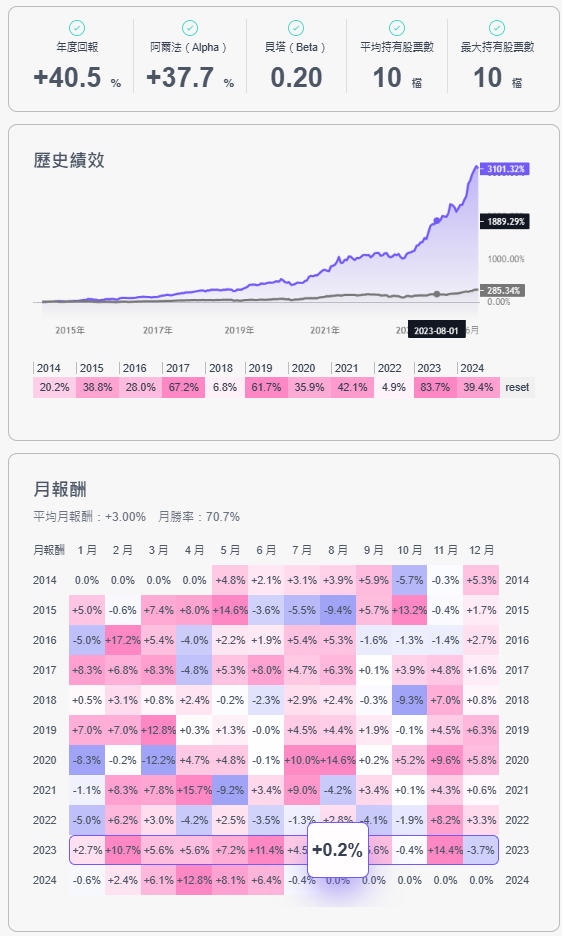 年度回報 阿爾法（Alpha） 貝塔（Beta） 平均持有股票數 最大持有股票數
+40.5 % +37.7 % 0.20 10 檔 10 檔
歷史績效
3101.32%
1889.29%
1000.00%
285.34%
0.00%
2015年 2017年 2019年 2021年 2023-08-01 6月
2014 2015 2016 2017 2018 2019 2020 2021 2022 2023 2024
20.2% 38.8% 28.0% 67.2% 6.8% 61.7% 35.9% 42.1% 4.9% 83.7% 39.4% reset
月報酬
平均月報酬：+3.00% 月勝率：70.7%
月報酬 1 月 2 月 3 月 4 月 5 月 6 月 7 月 8 月 9 月 10 月 11 月 12 月
2014 0.0% 0.0% 0.0% 0.0% +4.8% +2.1% +3.1% +3.9% +5.9% -5.7% -0.3% +5.3% 2014
2015 +5.0% -0.6% +7.4% +8.0% +14.6% -3.6% -5.5% -9.4% +5.7% +13.2% -0.4% +1.7% 2015
2016 -5.0% +17.2% +5.4% -4.0% +2.2% +1.9% +5.4% +5.3% -1.6% -1.3% -1.4% +2.7% 2016
2017 +8.3% +6.8% +8.3% -4.8% +5.3% +8.0% +4.7% +6.3% +0.1% +3.9% +4.8% +1.6% 2017
2018 +0.5% +3.1% +0.8% +2.4% -0.2% -2.3% +2.9% +2.4% -0.3% -9.3% +7.0% +0.8% 2018
2019 +7.0% +7.0% +12.8% +0.3% +1.3% -0.0% +4.5% +4.4% +1.9% -0.1% +4.5% +6.3% 2019
2020 -8.3% -0.2% -12.2% +4.7% +4.8% -0.1% +10.0% +14.6% +0.2% +5.2% +9.6% +5.8% 2020
2021 -1.1% +8.3% +7.8% +15.7% -9.2% +3.4% +9.0% -4.2% +3.4% +0.1% +4.3% +0.6% 2021
2022 -5.0% +6.2% +3.0% -4.2% +2.5% -3.5% -1.3% +2.8% -4.1% -1.9% +8.2% +3.3% 2022
2023 +2.7% +10.7% +5.6% +5.6% +7.2% +11.4% +4.5 +0.2% 5.6% -0.4% +14.4% -3.7% 2023
2024 -0.6% +2.4% +6.1% +12.8% +8.1% +6.4% -0.4% 0.0% 0.0% 0.0% 0.0% 0.0% 2024